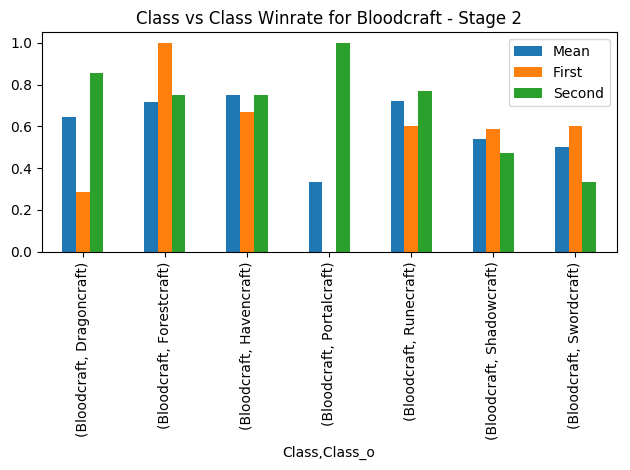 Class vs Class Winrate for Bloodcraft - Stage 2
1.0
0.8
0.6
0.4
0.2
0.0
Mean
First
Second
(Bloodcraft, Dragoncraft)
(Bloodcraft, Forestcraft)
(Bloodcraft, Havencraft)
(Bloodcraft, Portalcraft)
(Bloodcraft, Runecraft)
(Bloodcraft, Shadowcraft)
(Bloodcraft, Swordcraft)
Class,Class_o